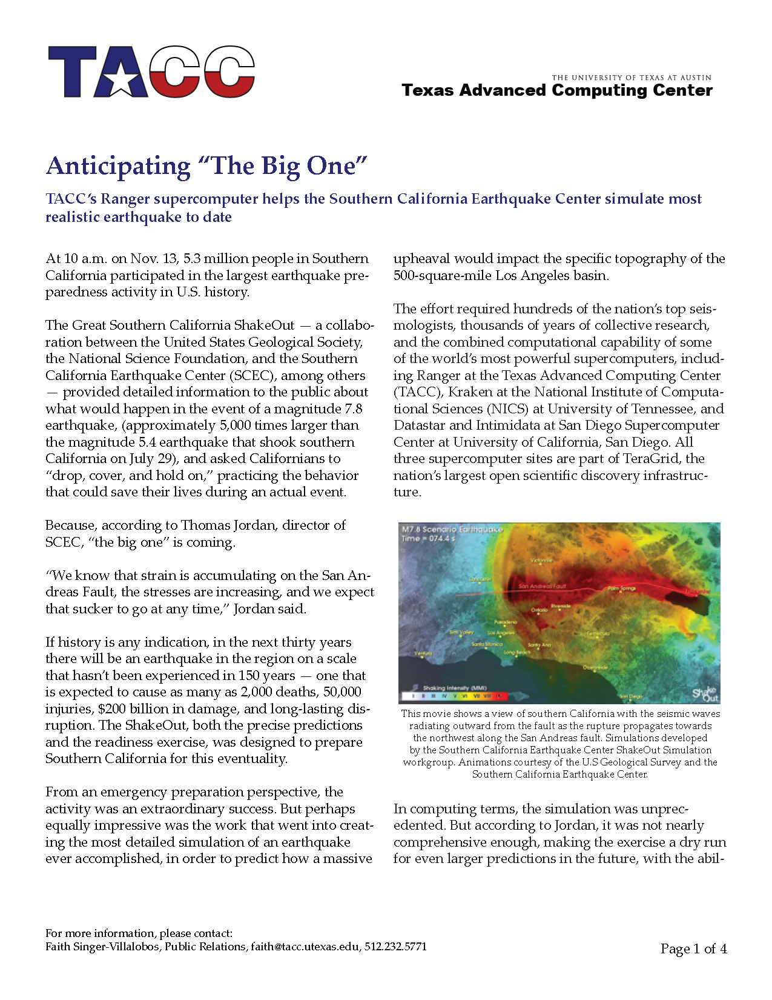 TACC
THE UNIVERSITY OF TEXAS AT AUSTIN
Texas Advanced Computing Center
Anticipating “The Big One”
TACC‘s Ranger supercomputer helps the Southern California Earthquake Center simulate most
realistic earthquake to date
At 10 a.m. on Nov. 13, 5.3 million people in Southern
California participated in the largest earthquake pre-
paredness activity in U.S. history.
The Great Southern California ShakeOut — a collabo-
ration between the United States Geological Society,
the National Science Foundation, and the Southern
California Earthquake Center (SCEC), among others
— provided detailed information to the public about
what would happen in the event of a magnitude 7.8
earthquake, (approximately 5,000 times larger than
the magnitude 5.4 earthquake that shook southern
California on July 29), and asked Californians to
“drop, cover, and hold on,” practicing the behavior
that could save their lives during an actual event.
Because, according to Thomas Jordan, director of
SCEC, “the big one” is coming.
“We know that strain is accumulating on the San An-
dreas Fault, the stresses are increasing, and we expect
that sucker to go at any time,” Jordan said.
If history is any indication, in the next thirty years
there will be an earthquake in the region on a scale
that hasn’t been experienced in 150 years — one that
is expected to cause as many as 2,000 deaths, 50,000
injuries, $200 billion in damage, and long-lasting dis-
ruption. The ShakeOut, both the precise predictions
and the readiness exercise, was designed to prepare
Southern California for this eventuality.
From an emergency preparation perspective, the
activity was an extraordinary success. But perhaps
equally impressive was the work that went into creat-
ing the most detailed simulation of an earthquake
ever accomplished, in order to predict how a massive
upheaval would impact the specific topography of the
500-square-mile Los Angeles basin.
The effort required hundreds of the nation’s top seis-
mologists, thousands of years of collective research,
and the combined computational capability of some
of the world’s most powerful supercomputers, includ-
ing Ranger at the Texas Advanced Computing Center
(TACC), Kraken at the National Institute of Computa-
tional Sciences (NICS) at University of Tennessee, and
Datastar and Intimidata at San Diego Supercomputer
Center at University of California, San Diego. All
three supercomputer sites are part of TeraGrid, the
nation’s largest open scientific discovery infrastruc-
ture.
M7.8 Scenario Earthquake
Time = 074.4 s
Victorville
Lancaster
San Andreas Fault
Palm Springs
Ontario Riverside
Pasadena
Simi Valley
Los Angeles
Temecula
Santa Monica
Santa Ana
Ventura
Long Beach
Oceanside
Shaking Intensity (MMI)
San Diego
Shake
Out
This movie shows a view of southern California with the seismic waves
radiating outward from the fault as the rupture propagates towards
the northwest along the San Andreas fault. Simulations developed
by the Southern California Earthquake Center ShakeOut Simulation
workgroup. Animations courtesy of the U.S Geological Survey and the
Southern California Earthquake Center.
In computing terms, the simulation was unprec-
edented. But according to Jordan, it was not nearly
comprehensive enough, making the exercise a dry run
for even larger predictions in the future, with the abil-
For more information, please contact:
Faith Singer-Villalobos, Public Relations, faith@tacc.utexas.edu, 512.232.5771
Page 1 of 4